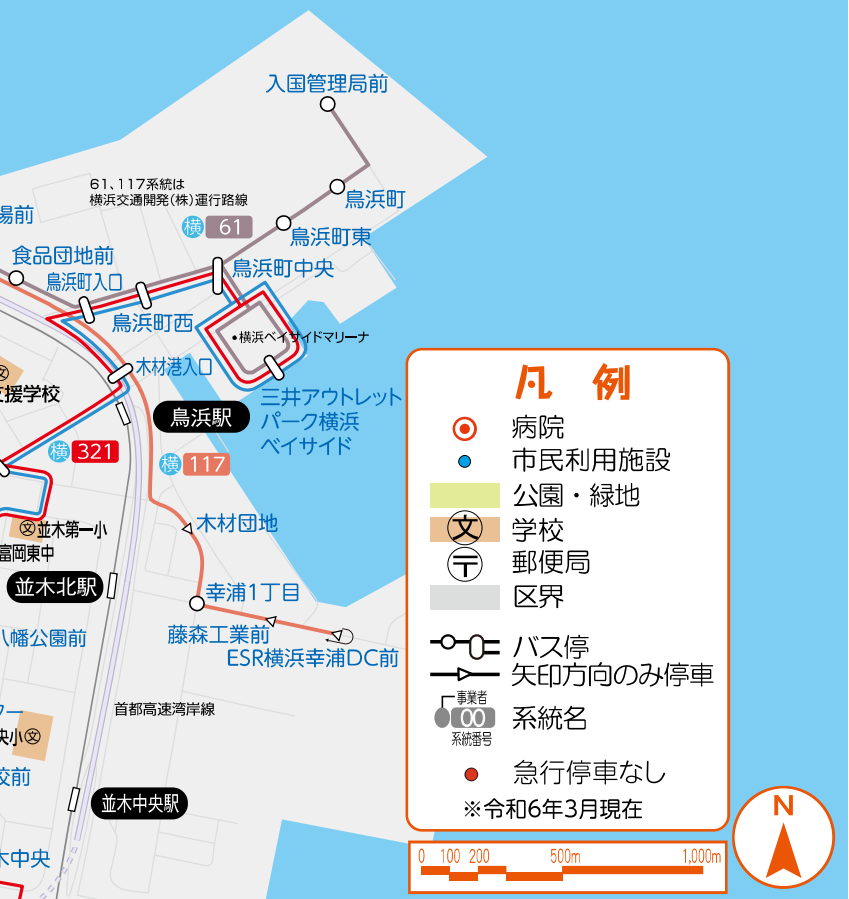 入国管理局前
61、117系統は
横浜交通開発(株)運行路線
鳥浜町
横 61
場前
鳥浜町東
食品団地前
鳥浜町入口
鳥浜町中央
鳥浜町西
横浜ベイサイドマリーナ
木材港入口
文
援学校
三井アウトレット
パーク横浜
ベイサイド
鳥浜駅
横 321
横 117
文並木第一小
富岡東中
木材団地
並木北駅
幸浦1丁目
八幡公園前
藤森工業前
ESR横浜幸浦DC前
ター
首都高速湾岸線
央小文
校前
並木中央駅
木中央
凡例
病院
市民利用施設
公園・緑地
文 学校
〒 郵便局
区界
バス停
矢印方向のみ停車
事業者
00
系統番号
系統名
急行停車なし
※令和6年3月現在
0 100 200 500m 1,000m
N